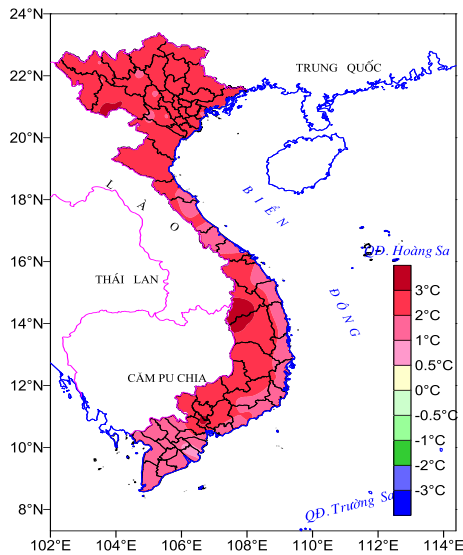 24°N
22°N
20°N
18°N
16°N
14°N
12°N
10°N
8°N
TRUNG QUỐC
LÀO
BIỂN
QĐ. Hoàng Sa
THÁI LAN
ĐÔNG
CĂM PU CHIA
QĐ. Trường Sa
3°C
2°C
1°C
0.5°C
0°C
-0.5°C
-1°C
-2°C
-3°C
102°E 104°E 106°E 108°E 110°E 112°E 114°E